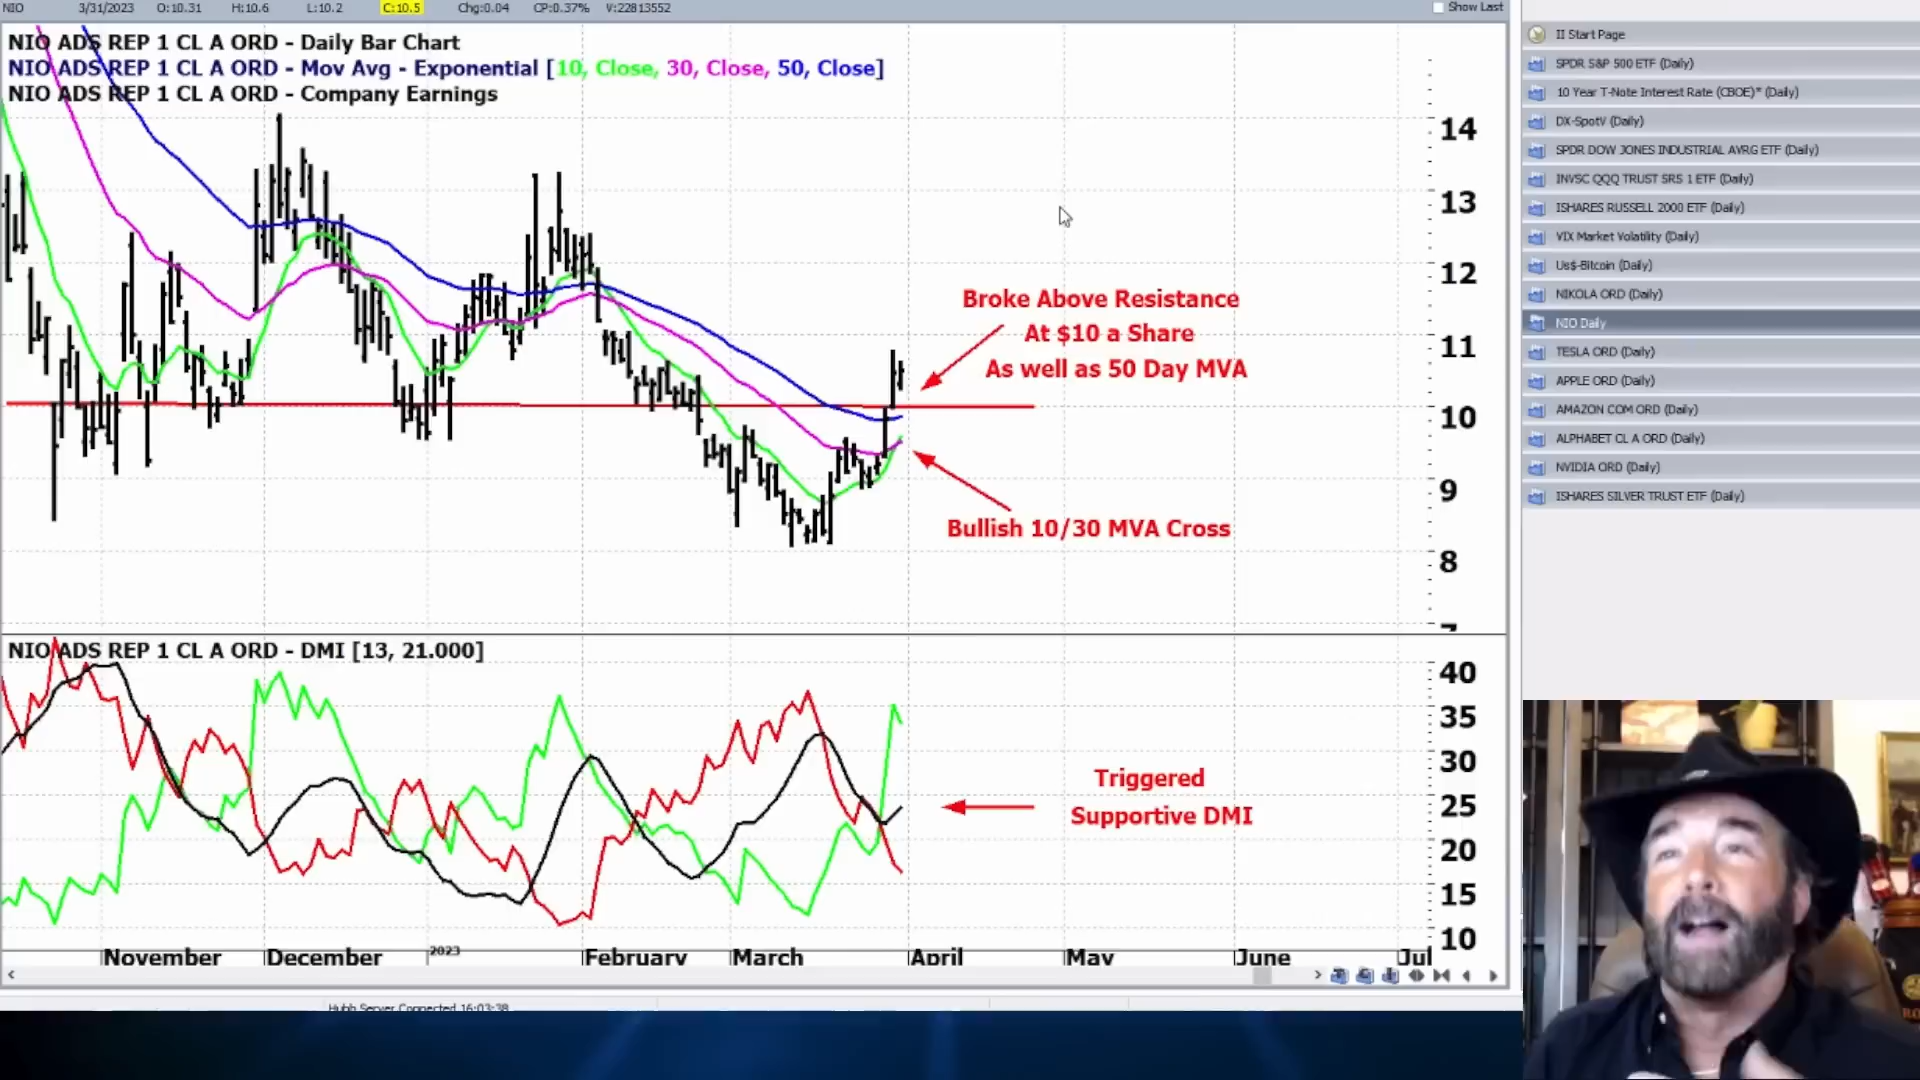 NIO 3/31/2023 O:10.31 H:10.6 L:10.2 C:10.5 Chg:0.04 CP:0.37% V:22813552 Show Last
NIO ADS REP 1 CL A ORD - Daily Bar Chart
NIO ADS REP 1 CL A ORD - Mov Avg - Exponential [10, Close, 30, Close, 50, Close]
NIO ADS REP 1 CL A ORD - Company Earnings
14
13
12
11
10
9
8
7
Broke Above Resistance
At $10 a Share
As well as 50 Day MVA
Bullish 10/30 MVA Cross
NIO ADS REP 1 CL A ORD - DMI [13, 21.000]
40
35
30
25
20
15
10
Triggered
Supportive DMI
November December 2023 February March April May June Jul
Hubb Server Connected 16:03:38
II Start Page
SPDR S&P 500 ETF (Daily)
10 Year T-Note Interest Rate (CBOE)* (Daily)
DX-SpotV (Daily)
SPDR DOW JONES INDUSTRIAL AVRG ETF (Daily)
INVSC QQQ TRUST SRS 1 ETF (Daily)
ISHARES RUSSELL 2000 ETF (Daily)
VIX Market Volatility (Daily)
Us$-Bitcoin (Daily)
NIKOLA ORD (Daily)
NIO Daily
TESLA ORD (Daily)
APPLE ORD (Daily)
AMAZON COM ORD (Daily)
ALPHABET CL A ORD (Daily)
NVIDIA ORD (Daily)
ISHARES SILVER TRUST ETF (Daily)